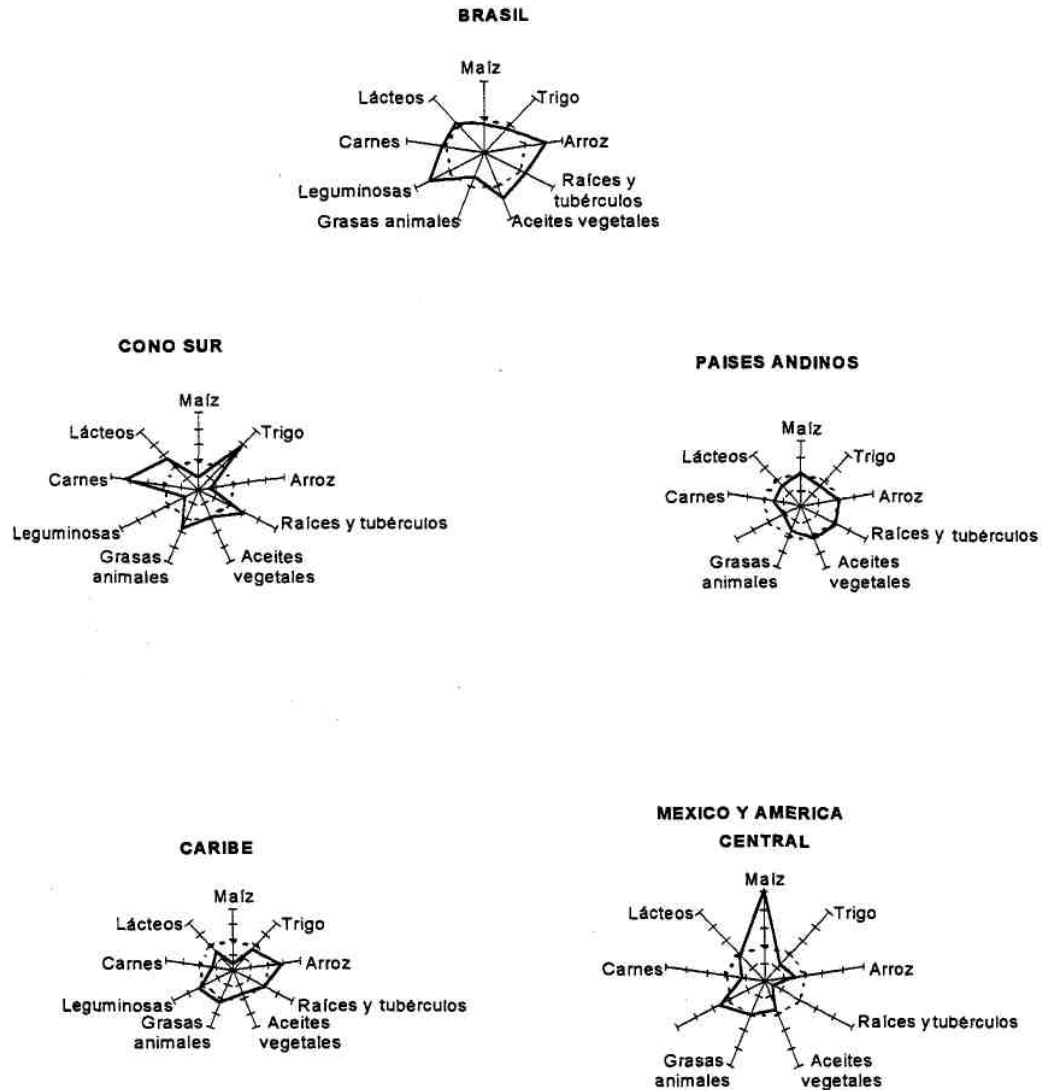 BRASIL
Maíz
Lácteos
Trigo
Carnes
Arroz
Leguminosas
Raíces y
tubérculos
Grasas animales
Aceites vegetales
CONO SUR
Maíz
Lácteos
Trigo
Carnes
Arroz
Leguminosas
Raíces y tubérculos
Grasas
animales
Aceites
vegetales
PAISES ANDINOS
Maíz
Lácteos
Trigo
Carnes
Arroz
Raíces y tubérculos
Grasas
animales
Aceites
vegetales
CARIBE
Maíz
Lácteos
Trigo
Carnes
Arroz
Leguminosas
Raíces y tubérculos
Grasas
animales
Aceites
vegetales
MEXICO Y AMERICA
CENTRAL
Maíz
Lácteos
Trigo
Carnes
Arroz
Raíces y tubérculos
Grasas
animales
Aceites
vegetales